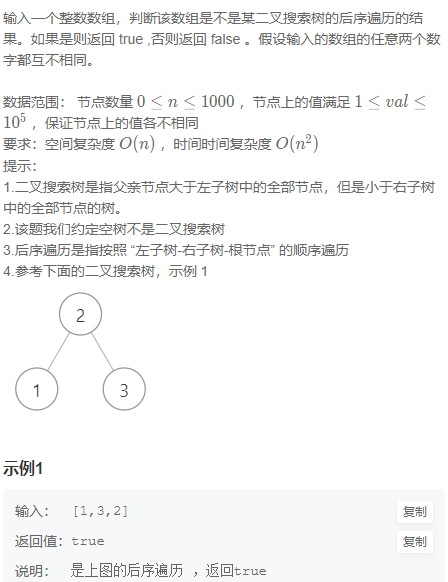 输入一个整数数组，判断该数组是不是某二叉搜索树的后序遍历的结
果。如果是则返回 true ,否则返回 false 。假设输入的数组的任意两个数
字都互不相同。
数据范围： 节点数量 0 ≤ n ≤ 1000 ，节点上的值满足 1 ≤ val ≤
10^5 ，保证节点上的值各不相同
要求：空间复杂度 O(n) ，时间时间复杂度 O(n^2)
提示：
1.二叉搜索树是指父亲节点大于左子树中的全部节点，但是小于右子树
中的全部节点的树。
2.该题我们约定空树不是二叉搜索树
3.后序遍历是指按照 “左子树-右子树-根节点” 的顺序遍历
4.参考下面的二叉搜索树，示例 1
2
1 3
示例1
输入： [1,3,2] 复制
返回值：true 复制
说明： 是上图的后序遍历 ，返回true